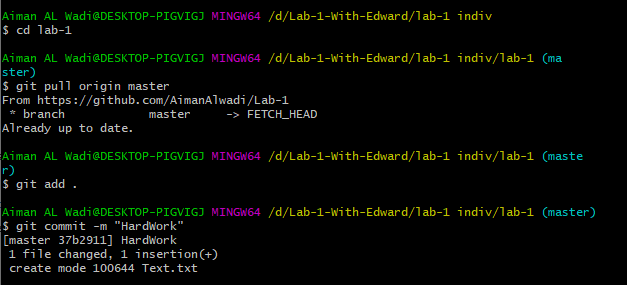 Aiman AL Wadi@DESKTOP-PIGVIGJ MINGW64 /d/Lab-1-With-Edward/lab-1 indiv
$ cd lab-1
Aiman AL Wadi@DESKTOP-PIGVIGJ MINGW64 /d/Lab-1-With-Edward/lab-1 indiv/lab-1 (ma
ster)
$ git pull origin master
From https://github.com/AimanAlwadi/Lab-1
 * branch            master     -> FETCH_HEAD
Already up to date.
Aiman AL Wadi@DESKTOP-PIGVIGJ MINGW64 /d/Lab-1-With-Edward/lab-1 indiv/lab-1 (maste
r)
$ git add .
Aiman AL Wadi@DESKTOP-PIGVIGJ MINGW64 /d/Lab-1-With-Edward/lab-1 indiv/lab-1 (master)
$ git commit -m "HardWork"
[master 37b2911] HardWork
 1 file changed, 1 insertion(+)
 create mode 100644 Text.txt